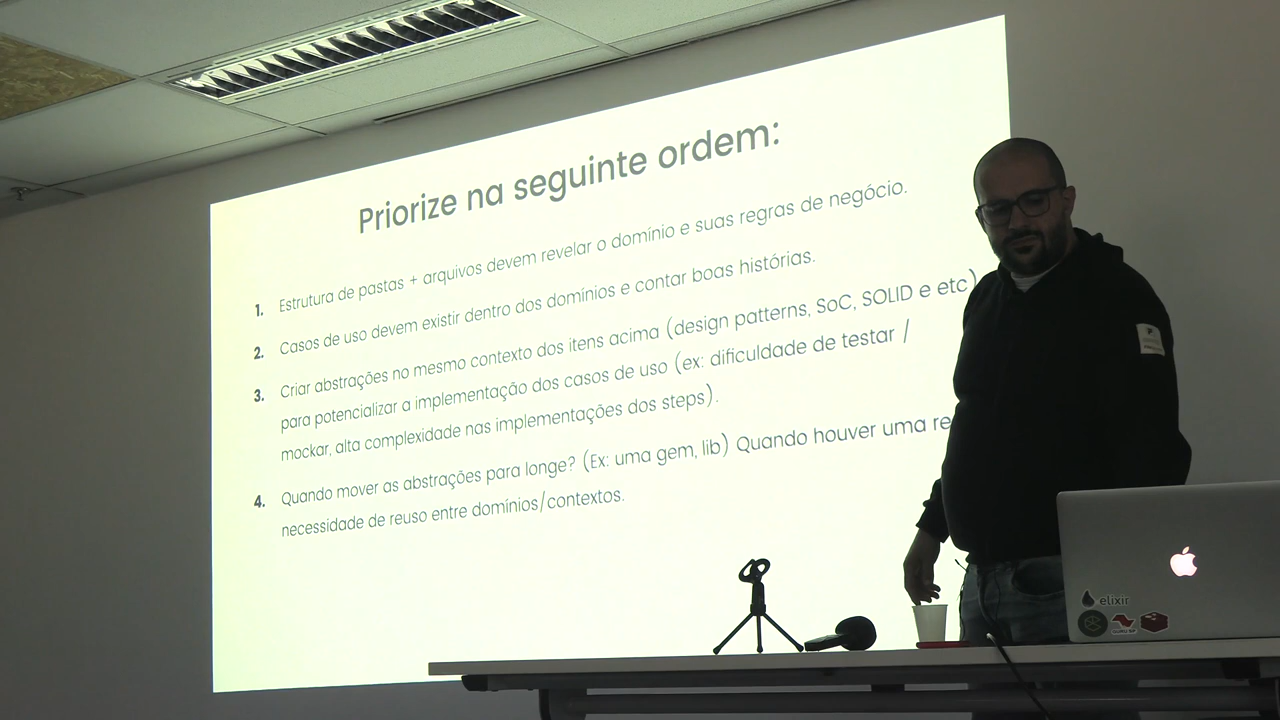 Priorize na seguinte ordem:
1. Estrutura de pastas + arquivos devem revelar o domínio e suas regras de negócio.
2. Casos de uso devem existir dentro dos domínios e contar boas histórias.
3. Criar abstrações no mesmo contexto dos itens acima (design patterns, SoC, SOLID e etc)
para potencializar a implementação dos casos de uso (ex: dificuldade de testar /
mockar, alta complexidade nas implementações dos steps).
4. Quando mover as abstrações para longe? (Ex: uma gem, lib) Quando houver uma re
necessidade de reuso entre domínios/contextos.
elixir